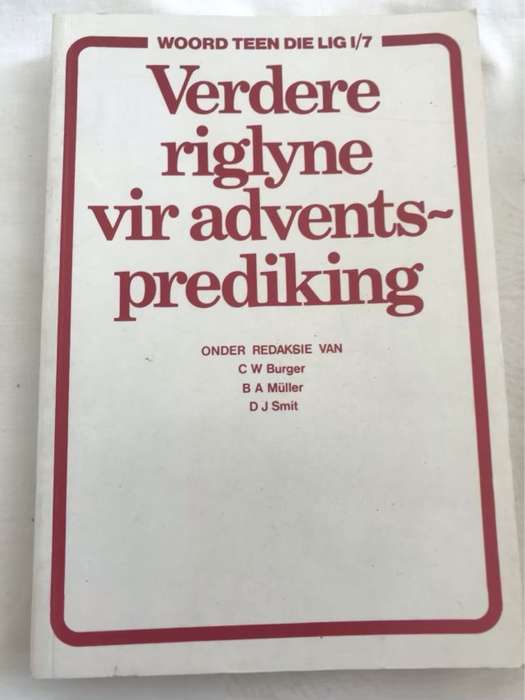 WOORD TEEN DIE LIG I/7
Verdere
riglyne
vir advents-
prediking
ONDER REDAKSIE VAN
C W Burger
B A Müller
D J Smit